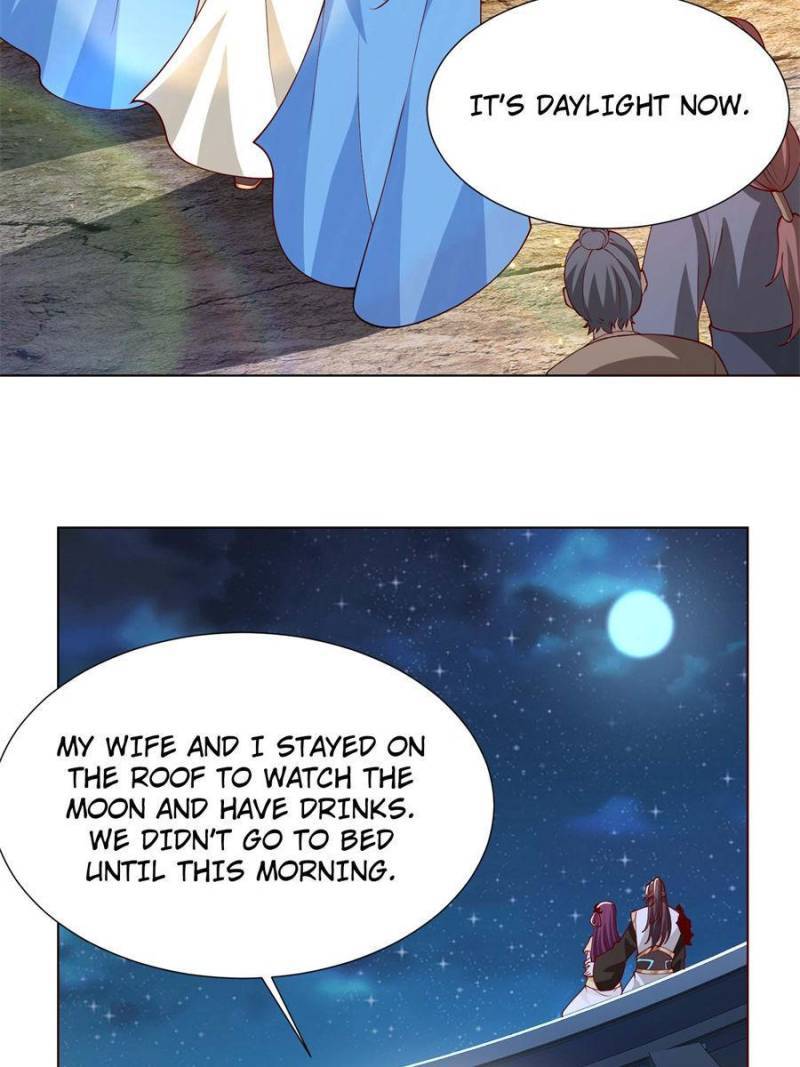 IT'S DAYLIGHT NOW.
MY WIFE AND I STAYED ON
THE ROOF TO WATCH THE
MOON AND HAVE DRINKS.
WE DIDN'T GO TO BED
UNTIL THIS MORNING.